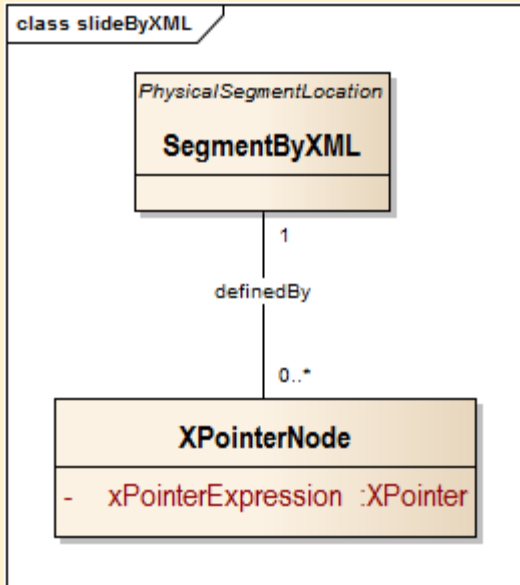 class slideByXML
PhysicalSegmentLocation
SegmentByXML
1
definedBy
0..*
XPointerNode
- xPointerExpression :XPointer